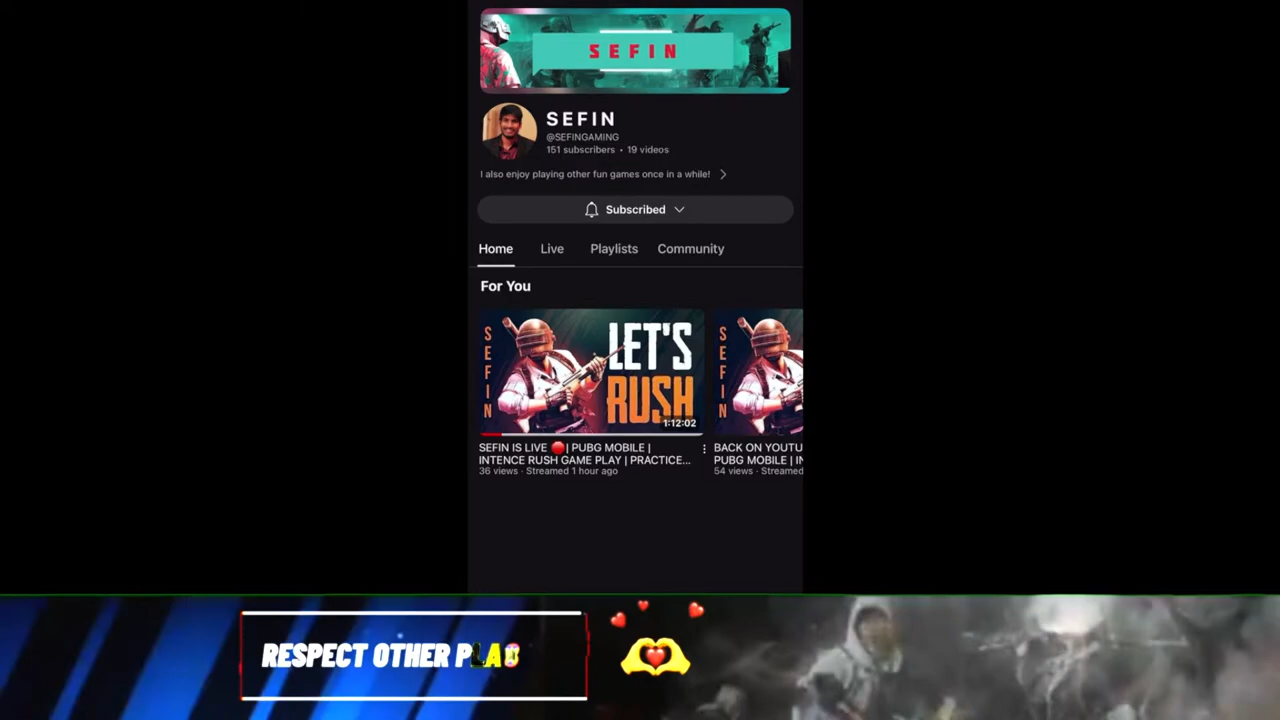 SEFIN
SEFIN
@SEFINGAMING
151 subscribers • 19 videos
I also enjoy playing other fun games once in a while!
Subscribed
Home Live Playlists Community
For You
SEFIN
LET'S
RUSH
1:12:02
SEFIN
SEFIN IS LIVE 🔴| PUBG MOBILE |
INTENCE RUSH GAME PLAY | PRACTICE...
36 views · Streamed 1 hour ago
BACK ON YOUTU
PUBG MOBILE | IN
54 views · Streamed
RESPECT OTHER PLA